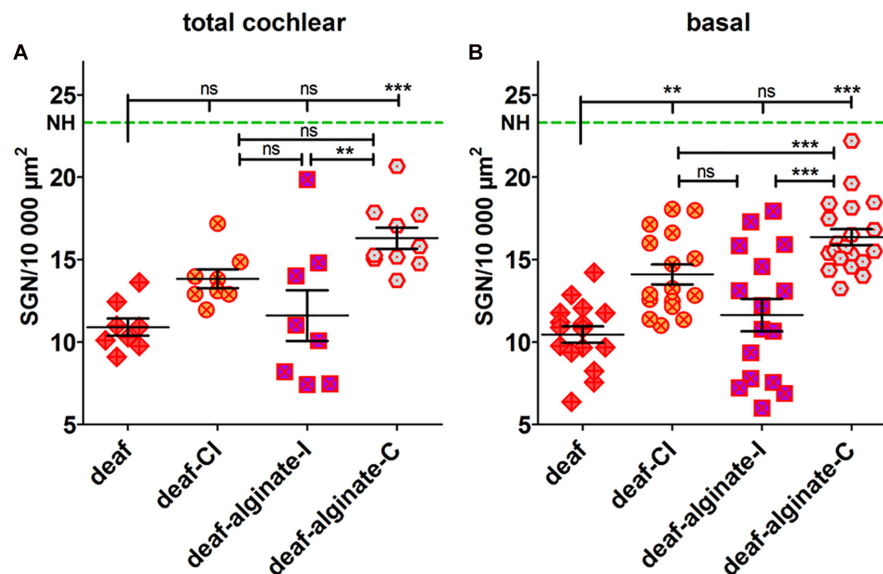 total cochlear
A
SGN/10 000 µm²
25
20
15
10
5
NH
ns
ns
***
ns
ns
**
deaf
deaf-CI
deaf-alginate-I
deaf-alginate-C
basal
B
SGN/10 000 µm²
25
20
15
10
5
NH
**
ns
***
***
ns
***
deaf
deaf-CI
deaf-alginate-I
deaf-alginate-C